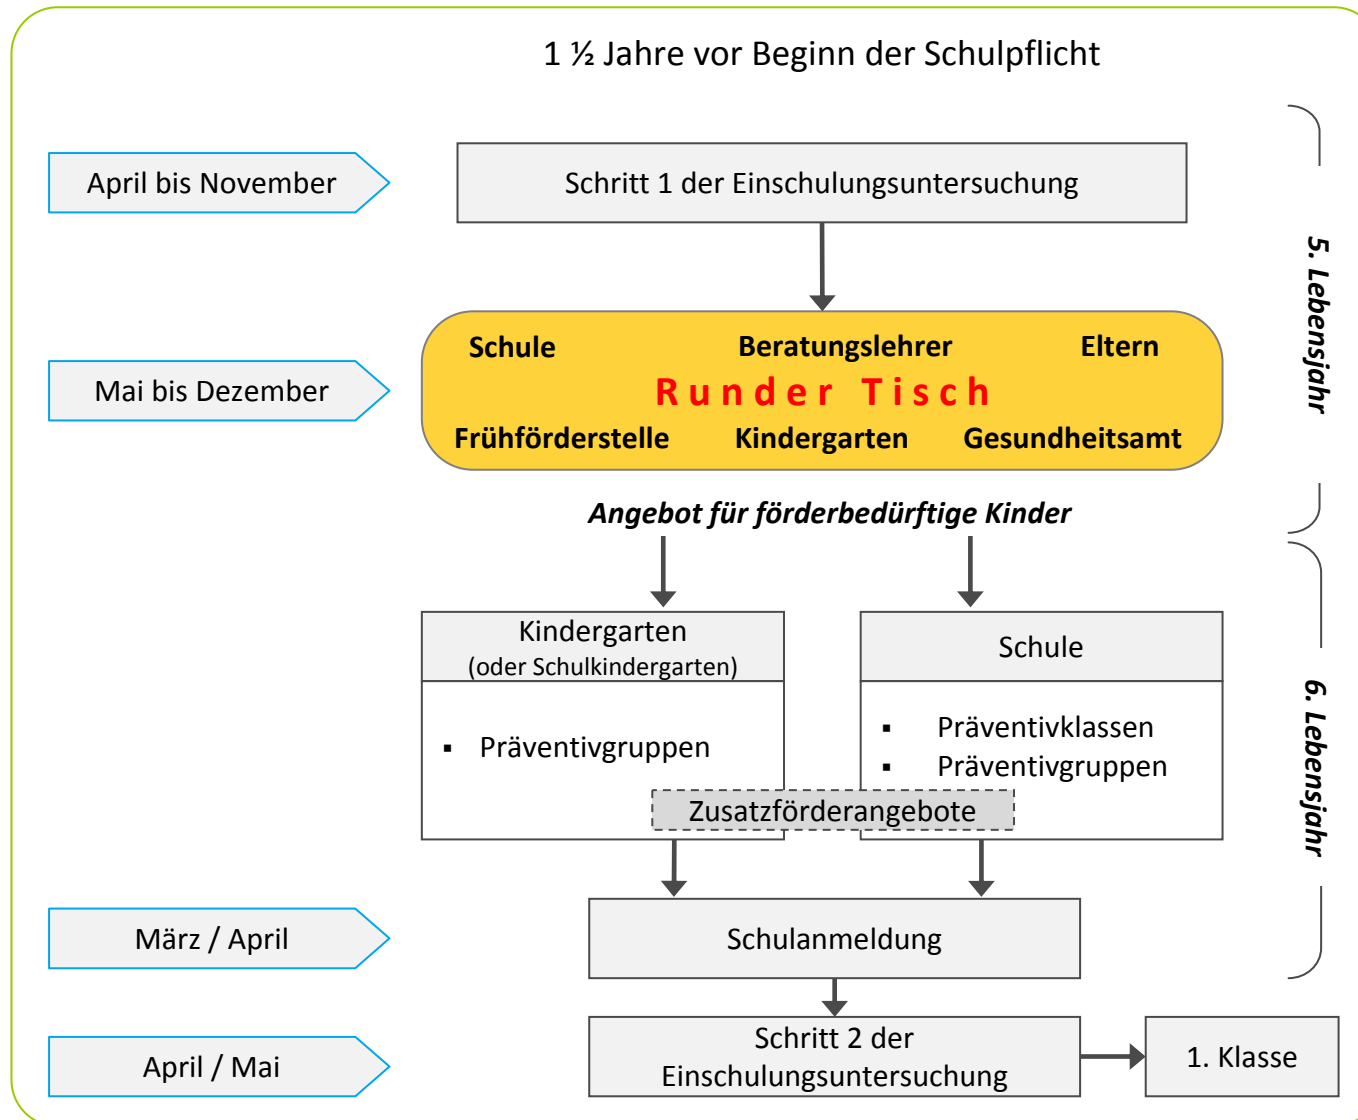 1 ½ Jahre vor Beginn der Schulpflicht
April bis November
Schritt 1 der Einschulungsuntersuchung
5. Lebensjahr
Mai bis Dezember
Schule Beratungslehrer Eltern
Runder Tisch
Frühförderstelle Kindergarten Gesundheitsamt
Angebot für förderbedürftige Kinder
6. Lebensjahr
Kindergarten
(oder Schulkindergarten)
▪ Präventivgruppen
Schule
▪ Präventivklassen
▪ Präventivgruppen
Zusatzförderangebote
März / April
Schulanmeldung
April / Mai
Schritt 2 der
Einschulungsuntersuchung
1. Klasse